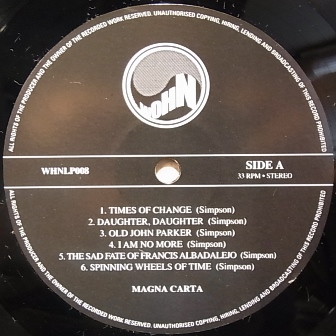 ALL RIGHTS OF THE PRODUCER AND THE OWNER OF THE RECORDED WORK RESERVED. UNAUTHORISED COPYING, HIRING, LENDING AND BROADCASTING OF THIS RECORD PROHIBITED.
WOHN
WHNLP008
SIDE A
33 RPM • STEREO
1. TIMES OF CHANGE (Simpson)
2. DAUGHTER, DAUGHTER (Simpson)
3. OLD JOHN PARKER (Simpson)
4. I AM NO MORE (Simpson)
5. THE SAD FATE OF FRANCIS ALBADALEJO (Simpson)
6. SPINNING WHEELS OF TIME (Simpson)
MAGNA CARTA
ALL RIGHTS OF THE PRODUCER AND THE OWNER OF THE RECORDED WORK RESERVED. UNAUTHORISED COPYING, HIRING, LENDING AND BROADCASTING OF THIS RECORD PROHIBITED.